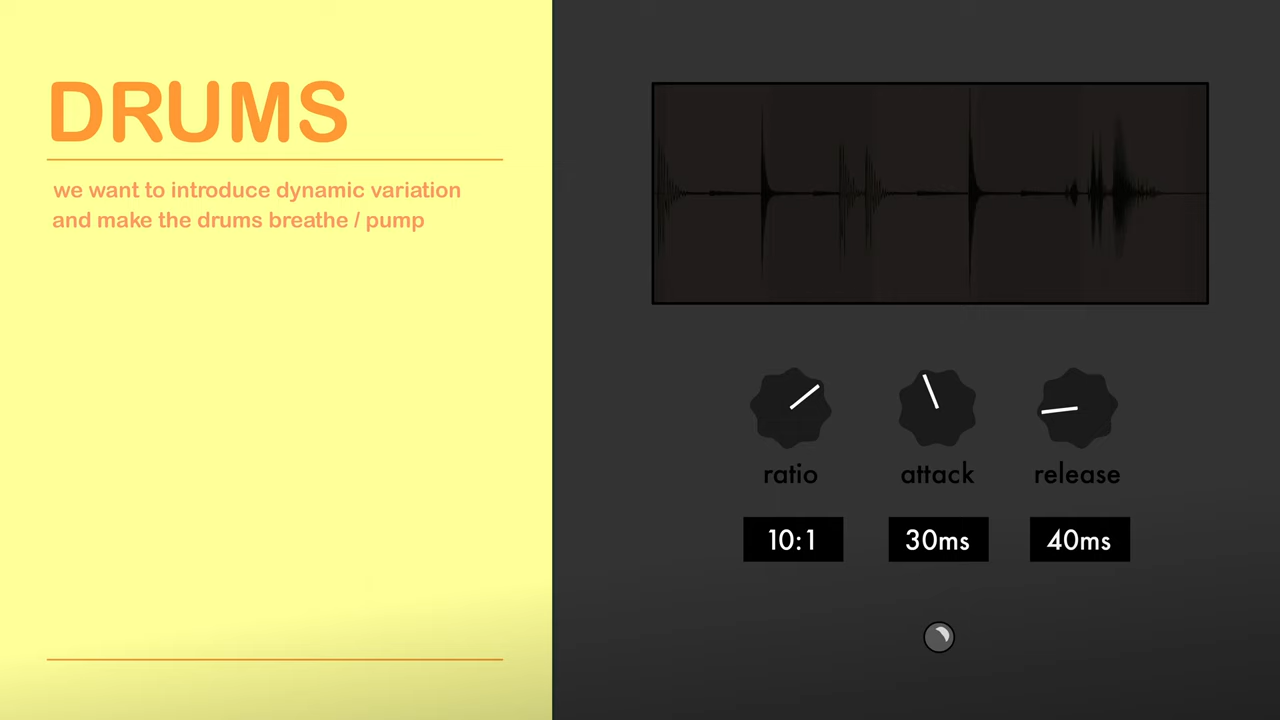 DRUMS
we want to introduce dynamic variation
and make the drums breathe / pump
ratio
attack
release
10:1
30ms
40ms